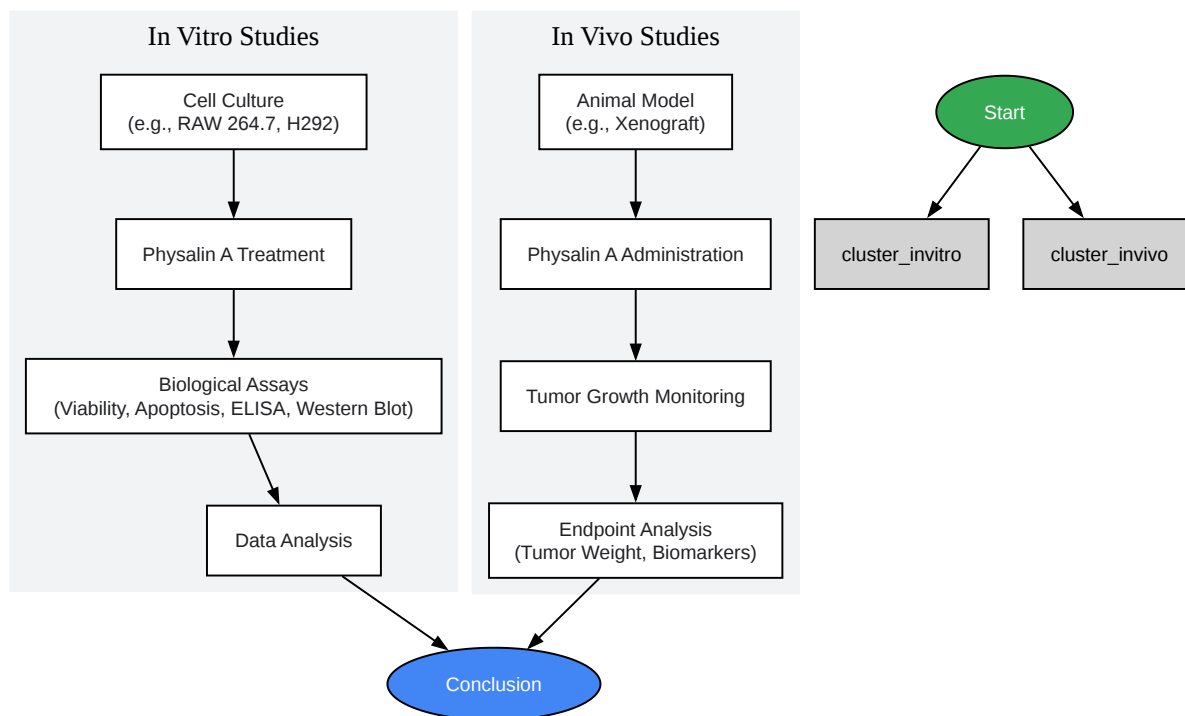 In Vitro Studies
Cell Culture
(e.g., RAW 264.7, H292)
Physalin A Treatment
Biological Assays
(Viability, Apoptosis, ELISA, Western Blot)
Data Analysis
In Vivo Studies
Animal Model
(e.g., Xenograft)
Physalin A Administration
Tumor Growth Monitoring
Endpoint Analysis
(Tumor Weight, Biomarkers)
Conclusion
Start
cluster_invitro
cluster_invivo